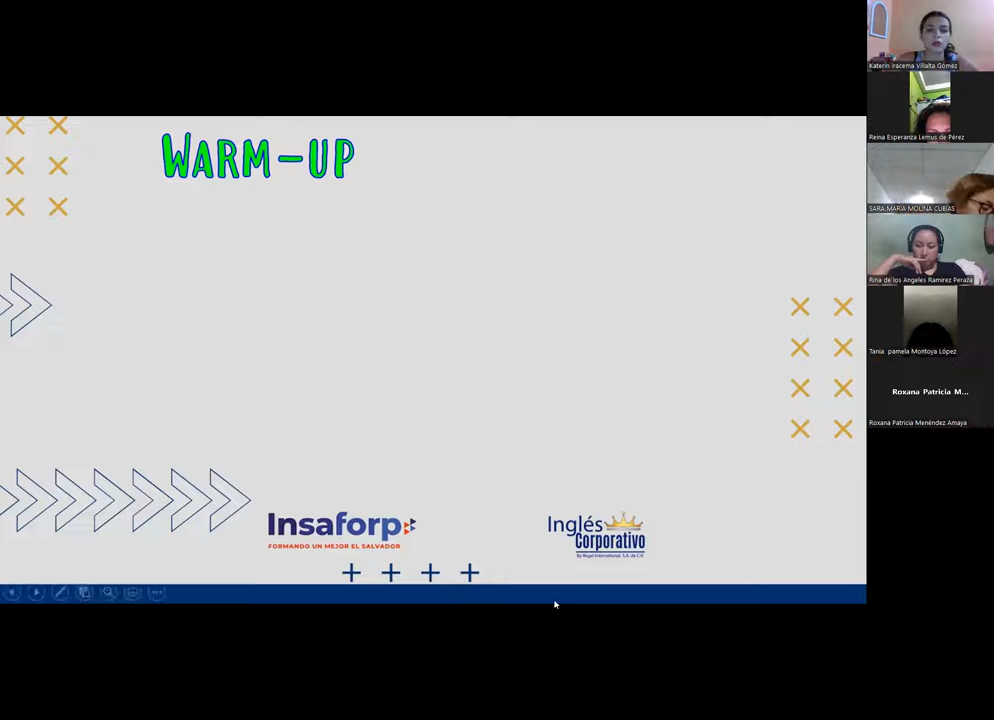 WARM-UP
Insaforp
FORMANDO UN MEJOR EL SALVADOR
Inglés
Corporativo
By Regal International, S.A. de C.V.
Katerin Iracema Villalta Gómez
Reina Esperanza Lemus de Pérez
SARA MARÍA MOLINA CUBÍAS
Rina de los Angeles Ramirez Peraza
Tania pamela Montoya López
Roxana Patricia M...
Roxana Patricia Menéndez Amaya